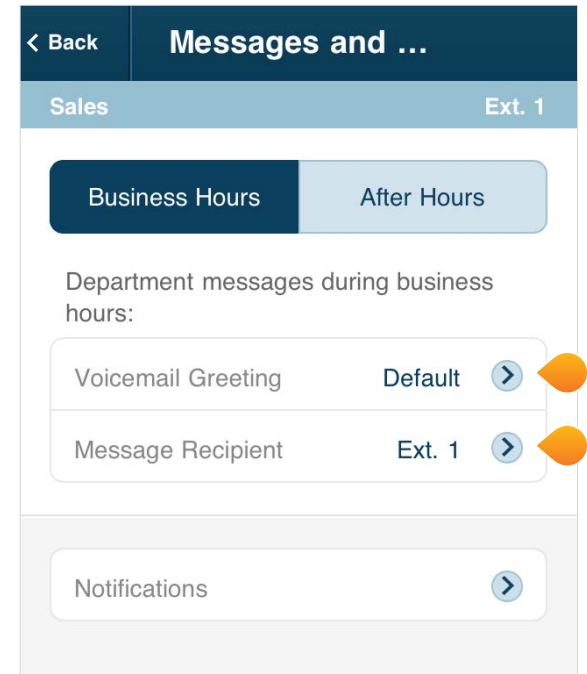 Back
Messages and ...
Sales Ext. 1
Business Hours After Hours
Department messages during business
hours:
Voicemail Greeting Default
Message Recipient Ext. 1
Notifications